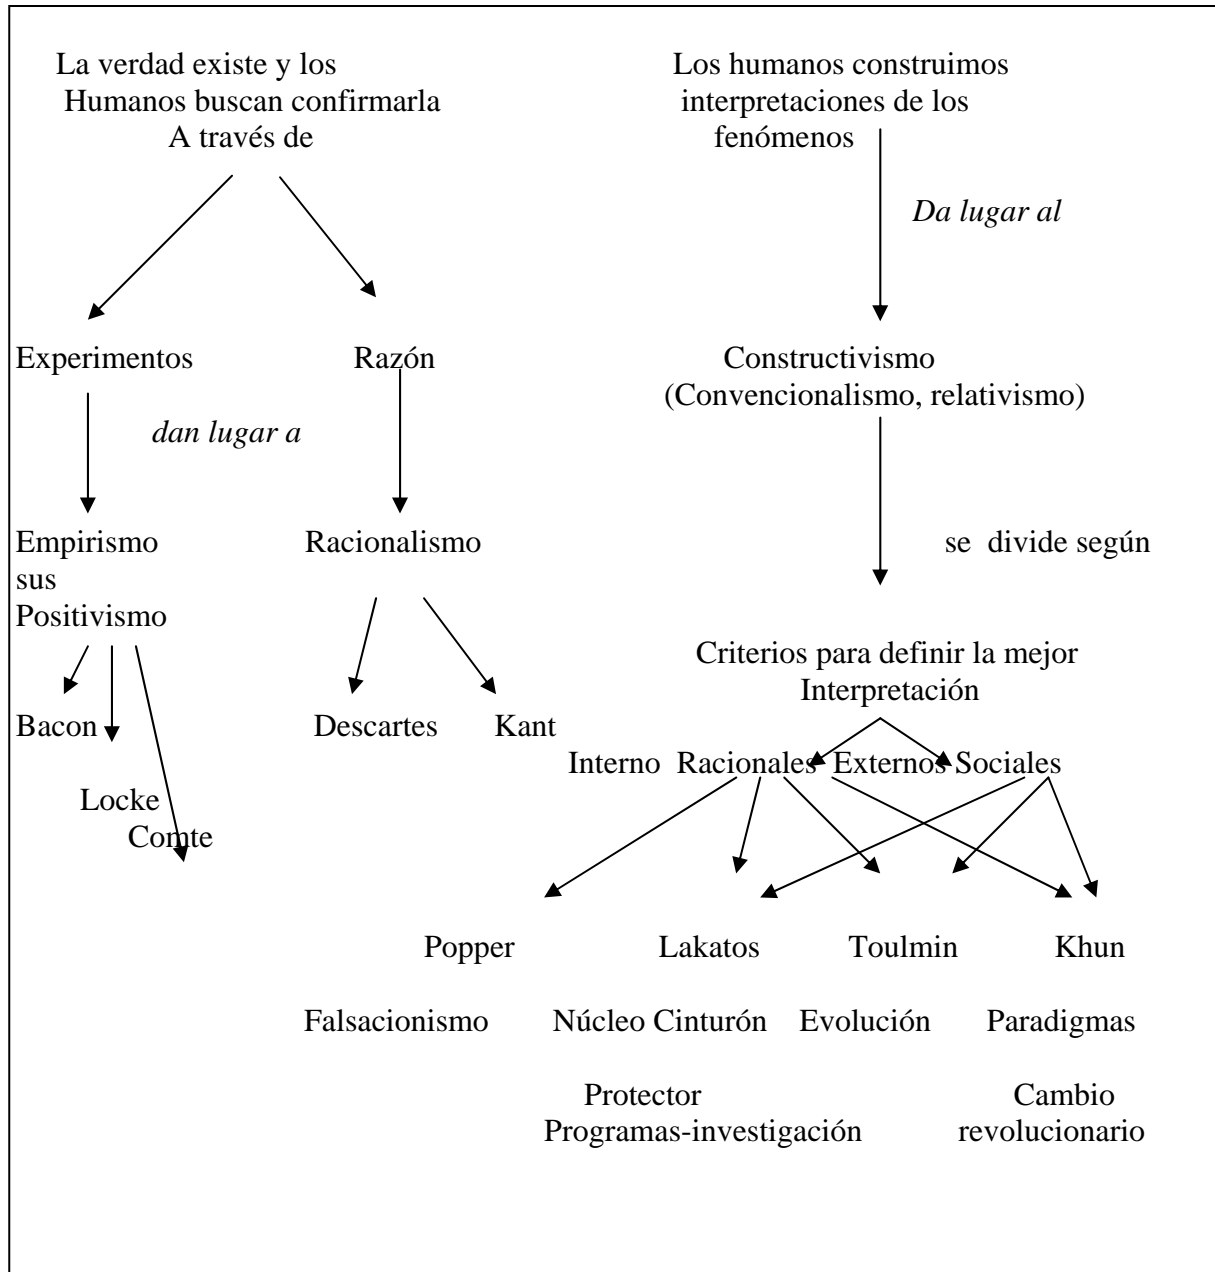 La verdad existe y los
Humanos buscan confirmarla
A través de
Los humanos construimos
interpretaciones de los
fenómenos
Da lugar al
Experimentos
Razón
Constructivismo
(Convencionalismo, relativismo)
dan lugar a
Empirismo
sus
Positivismo
Racionalismo
se divide según
Criterios para definir la mejor
Interpretación
Bacon
Descartes
Kant
Interno Racionales Externos Sociales
Locke
Comte
Popper
Lakatos
Toulmin
Khun
Falsacionismo
Núcleo Cinturón
Evolución
Paradigmas
Protector
Programas-investigación
Cambio
revolucionario